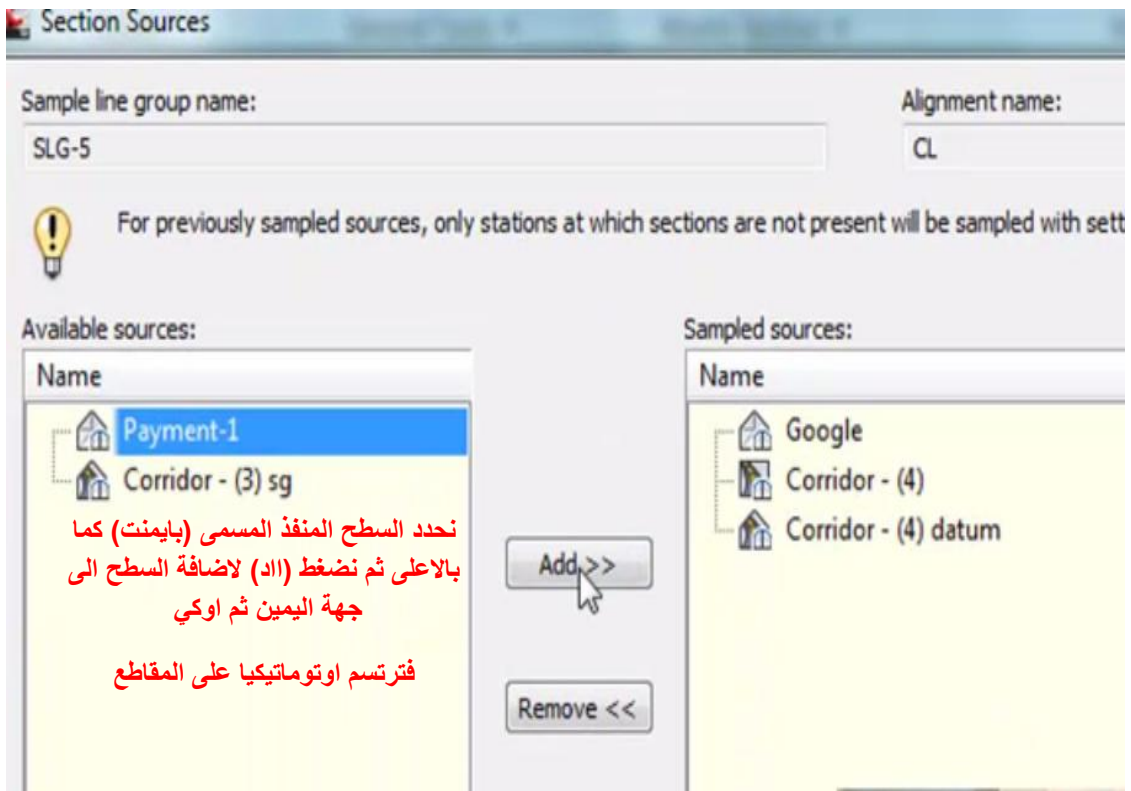 Section Sources
Sample line group name:
Alignment name:
SLG-5
CL
For previously sampled sources, only stations at which sections are not present will be sampled with sett
Available sources:
Sampled sources:
Name
Name
Payment-1
Corridor - (3) sg
Google
Corridor - (4)
Corridor - (4) datum
نحدد السطح المنفذ المسمى (بايمنت) كما
بالاعلى ثم نضغط (ااد) لاضافة السطح الى
جهة اليمين ثم اوكي
فترتسم اوتوماتيكيا على المقاطع
Add >>
Remove <<